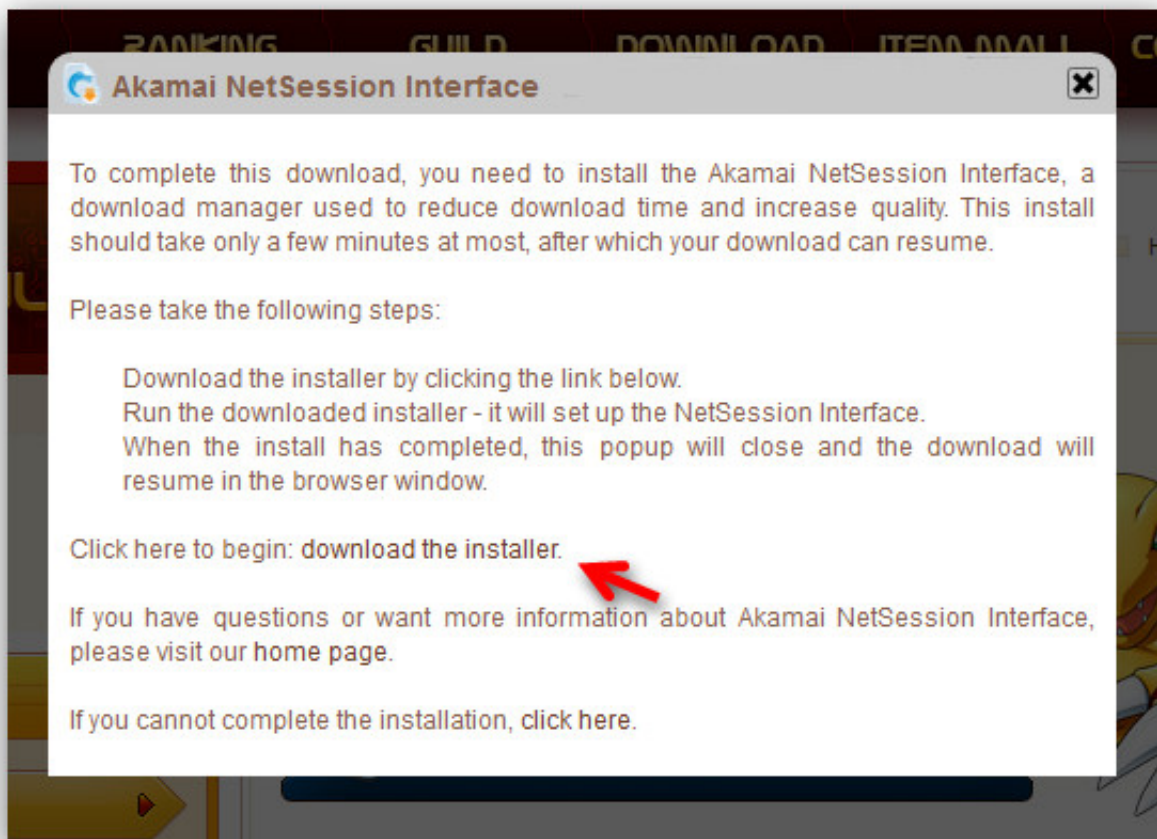 RANKING GUILD DOWNLOAD ITEM MALL
Akamai NetSession Interface
To complete this download, you need to install the Akamai NetSession Interface, a
download manager used to reduce download time and increase quality. This install
should take only a few minutes at most, after which your download can resume.
Please take the following steps:
Download the installer by clicking the link below.
Run the downloaded installer - it will set up the NetSession Interface.
When the install has completed, this popup will close and the download will
resume in the browser window.
Click here to begin: download the installer.
If you have questions or want more information about Akamai NetSession Interface,
please visit our home page.
If you cannot complete the installation, click here.